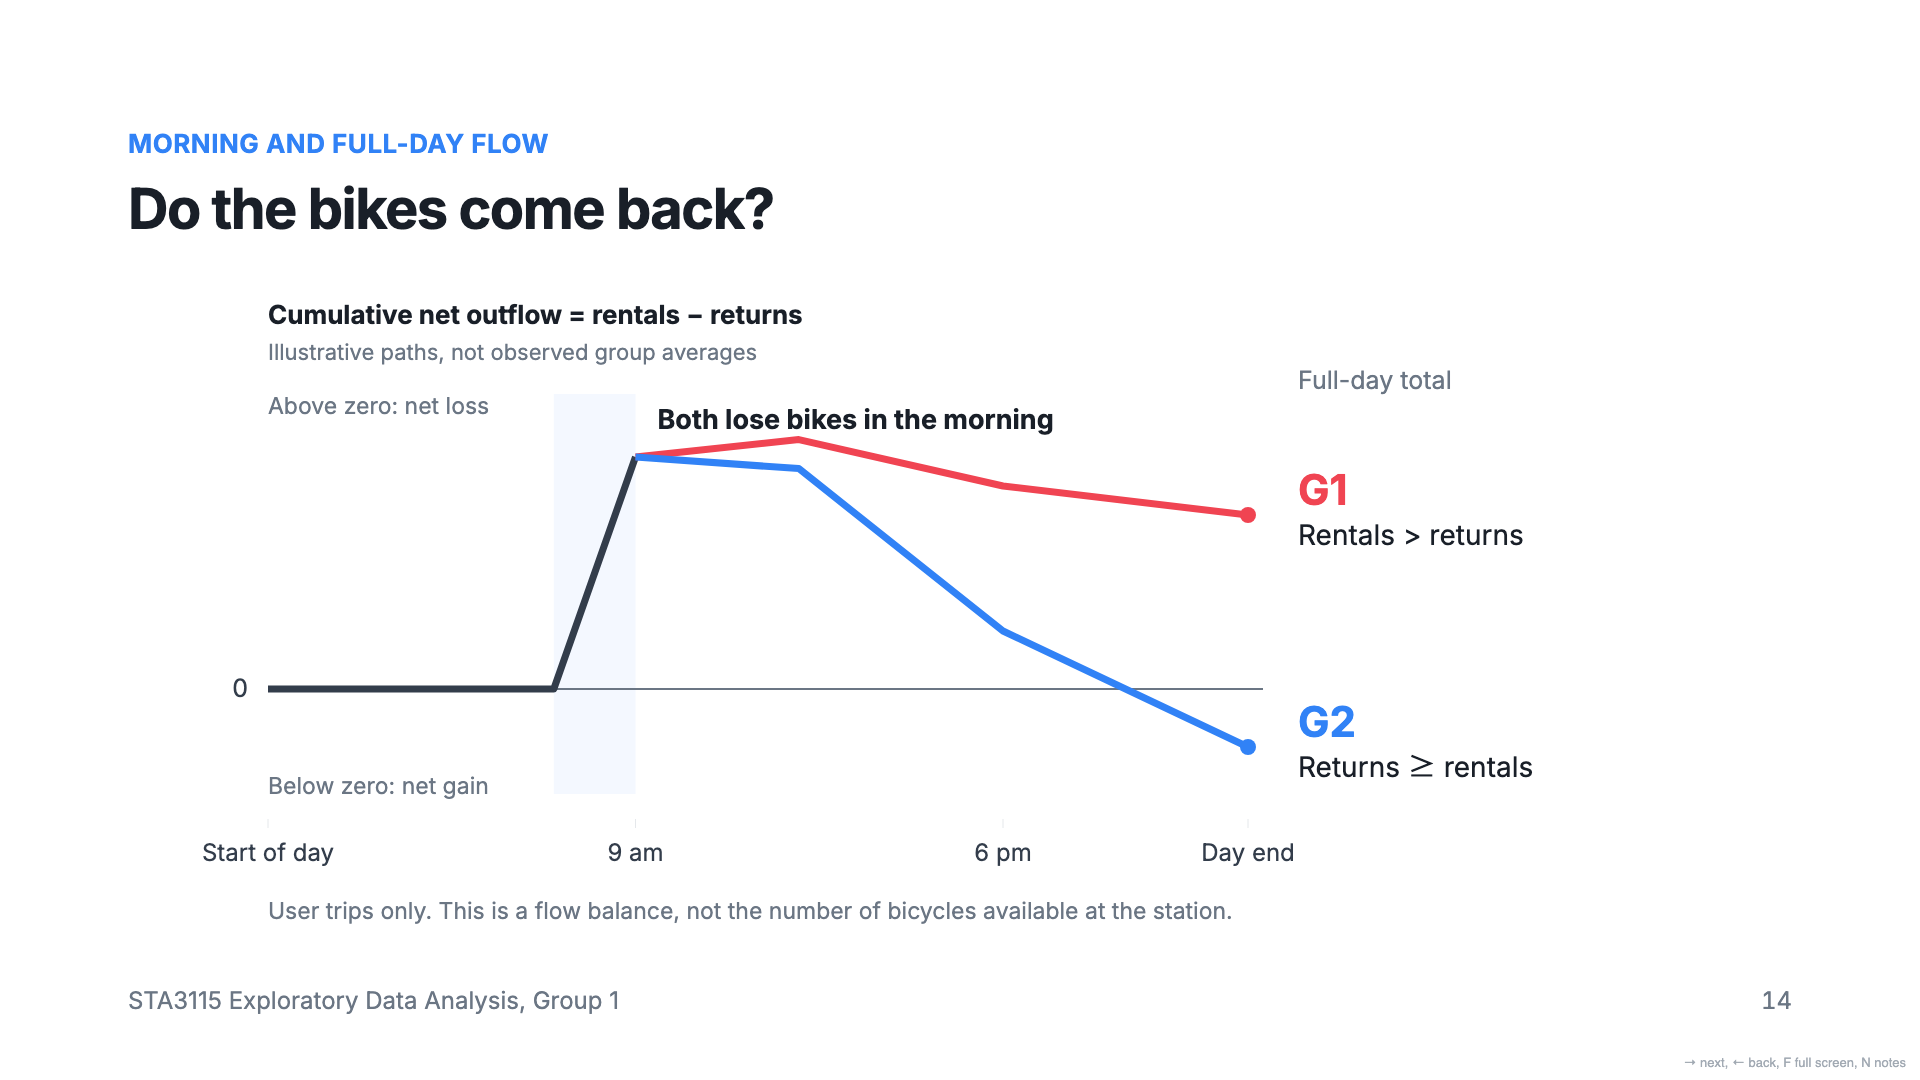 MORNING AND FULL-DAY FLOW
Do the bikes come back?
Cumulative net outflow = rentals − returns
Illustrative paths, not observed group averages
Full-day total
Above zero: net loss
Both lose bikes in the morning
G1
Rentals > returns
0
G2
Returns ≥ rentals
Below zero: net gain
Start of day
9 am
6 pm
Day end
User trips only. This is a flow balance, not the number of bicycles available at the station.
STA3115 Exploratory Data Analysis, Group 1
14
→ next, ← back, F full screen, N notes